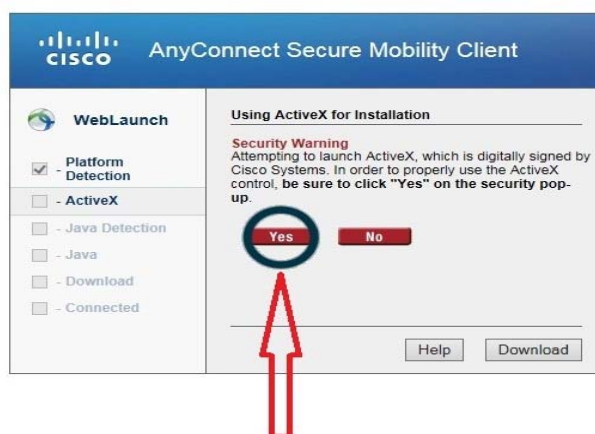 CISCO
AnyConnect Secure Mobility Client
WebLaunch
- Platform
Detection
- ActiveX
- Java Detection
- Java
- Download
- Connected
Using ActiveX for Installation
Security Warning
Attempting to launch ActiveX, which is digitally signed by
Cisco Systems. In order to properly use the ActiveX
control, be sure to click "Yes" on the security pop-
up.
Yes
No
Help
Download